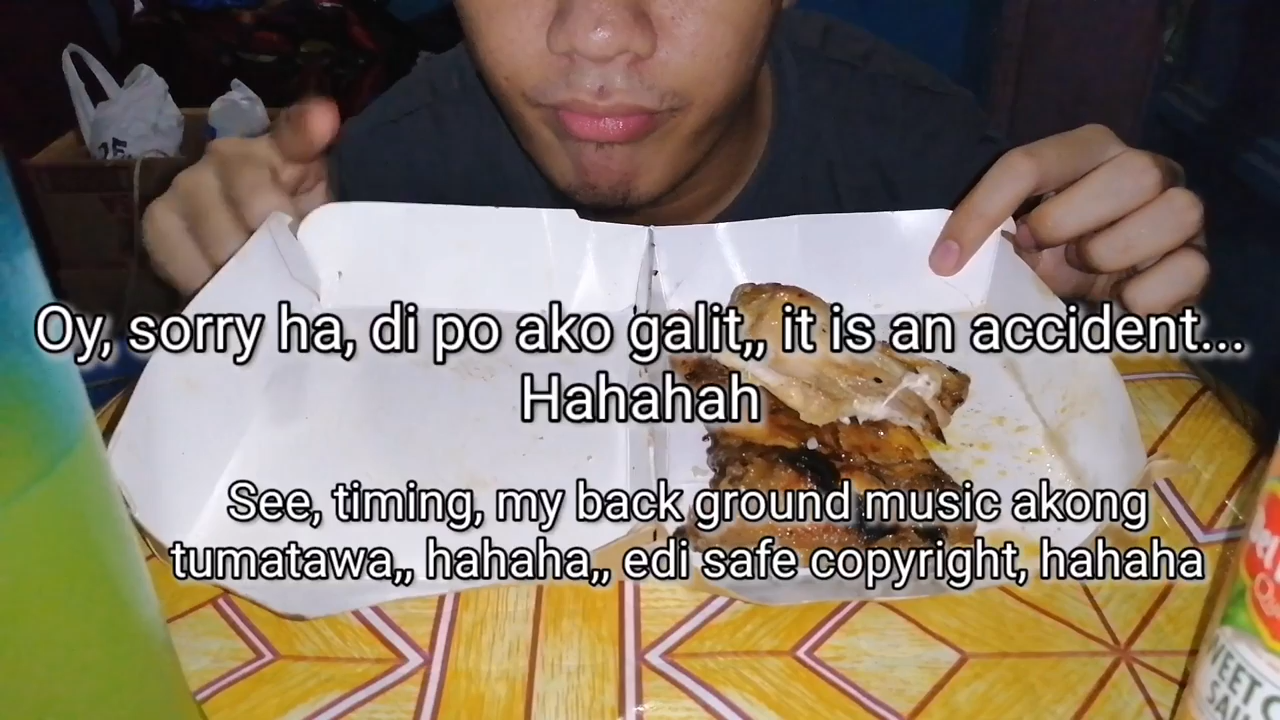 Oy, sorry ha, di po ako galit,, it is an accident...
Hahahah
See, timing, my back ground music akong
tumatawa,, hahaha,, edi safe copyright, hahaha